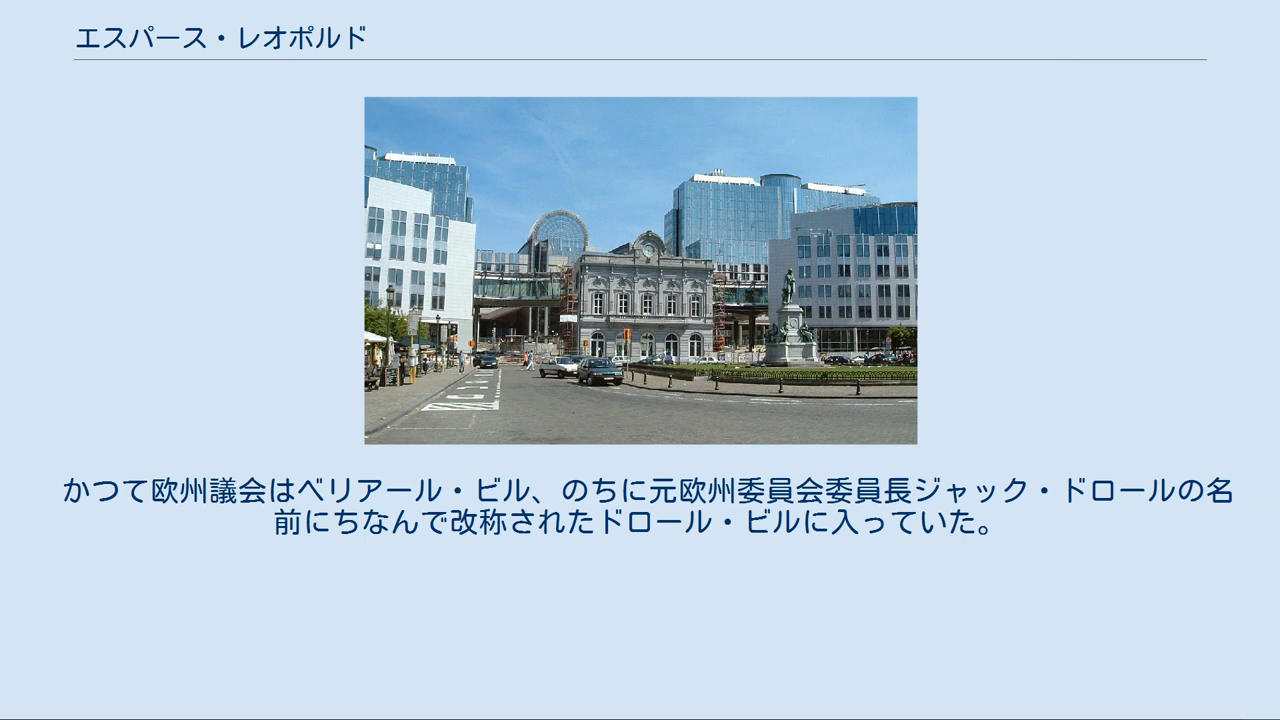 エスパース・レオポルド
かつて欧州議会はベリアール・ビル、のちに元欧州委員会委員長ジャック・ドロールの名
前にちなんで改称されたドロール・ビルに入っていた。